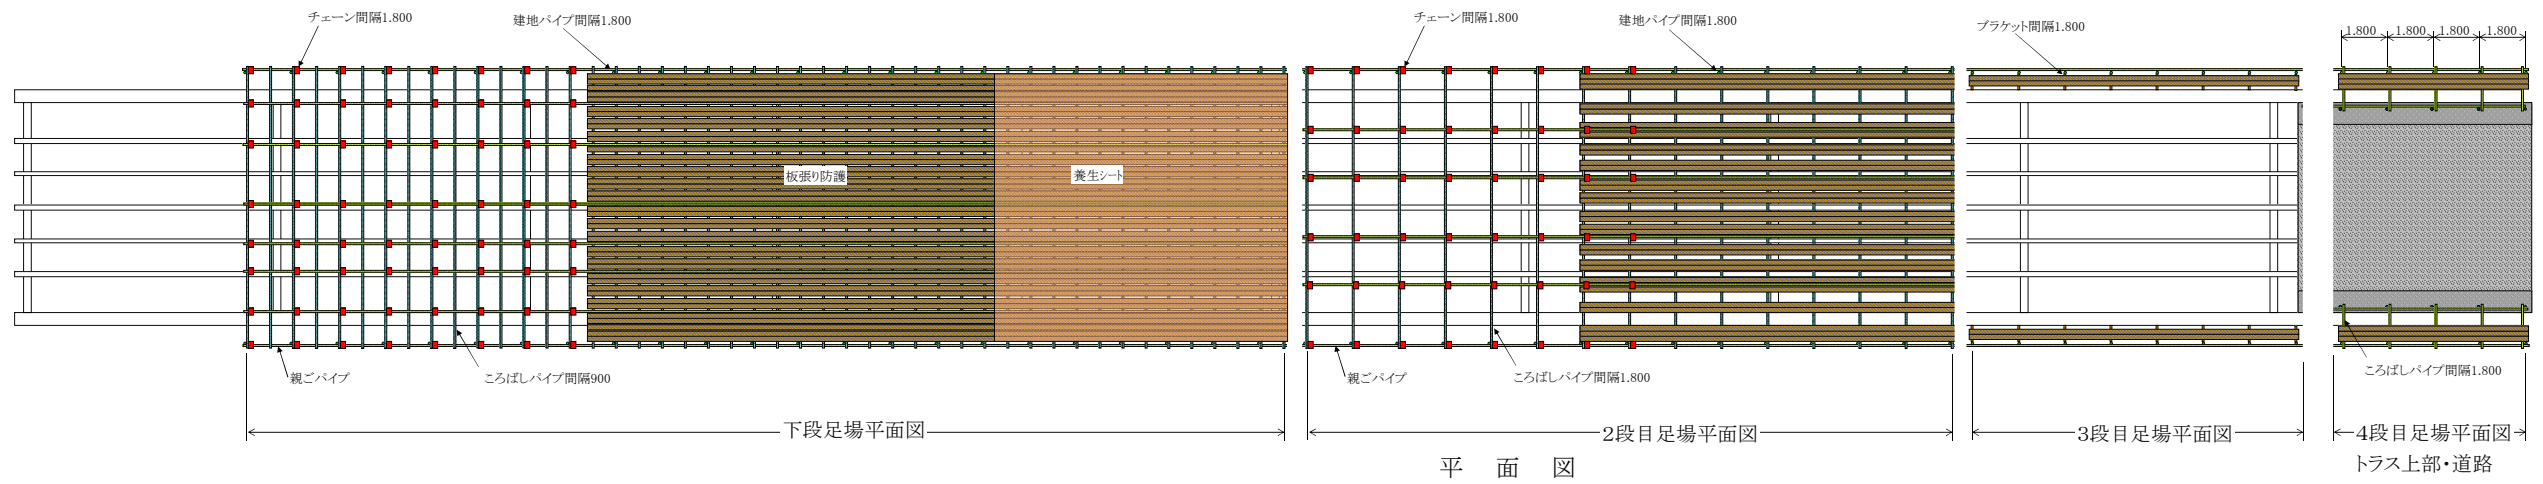 チェーン間隔1.800
建地パイプ間隔1.800
チェーン間隔1.800
建地パイプ間隔1.800
ブラケット間隔1.800
1.800
1.800
1.800
1.800
板張り防護
養生シート
親ごパイプ
ころばしパイプ間隔900
親ごパイプ
ころばしパイプ間隔1.800
ころばしパイプ間隔1.800
下段足場平面図
2段目足場平面図
3段目足場平面図
4段目足場平面図
トラス上部・道路
平 面 図